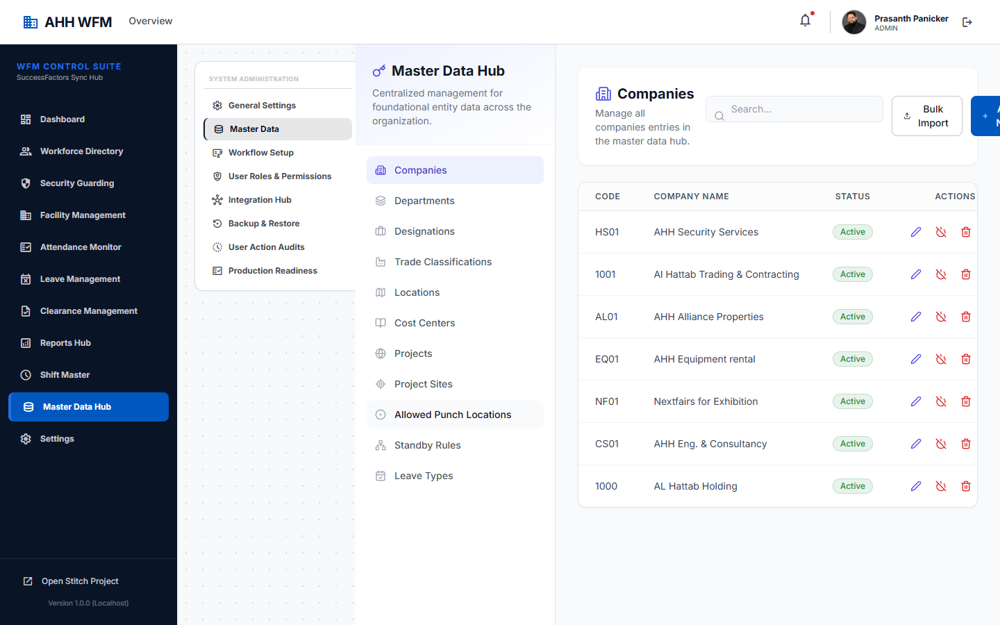 AHH WFM
Overview
Prasanth Panicker
ADMIN
WFM CONTROL SUITE
SuccessFactors Sync Hub
Dashboard
Workforce Directory
Security Guarding
Facility Management
Attendance Monitor
Leave Management
Clearance Management
Reports Hub
Shift Master
Master Data Hub
Settings
Open Stitch Project
Version 1.0.0 (Localhost)
SYSTEM ADMINISTRATION
General Settings
Master Data
Workflow Setup
User Roles & Permissions
Integration Hub
Backup & Restore
User Action Audits
Production Readiness
Master Data Hub
Centralized management for
foundational entity data across the
organization.
Companies
Departments
Designations
Trade Classifications
Locations
Cost Centers
Projects
Project Sites
Allowed Punch Locations
Standby Rules
Leave Types
Companies
Manage all
companies entries in
the master data hub.
Search...
Bulk
Import
CODE COMPANY NAME STATUS ACTIONS
HS01 AHH Security Services Active
1001 Al Hattab Trading & Contracting Active
AL01 AHH Alliance Properties Active
EQ01 AHH Equipment rental Active
NF01 Nextfairs for Exhibition Active
CS01 AHH Eng. & Consultancy Active
1000 AL Hattab Holding Active